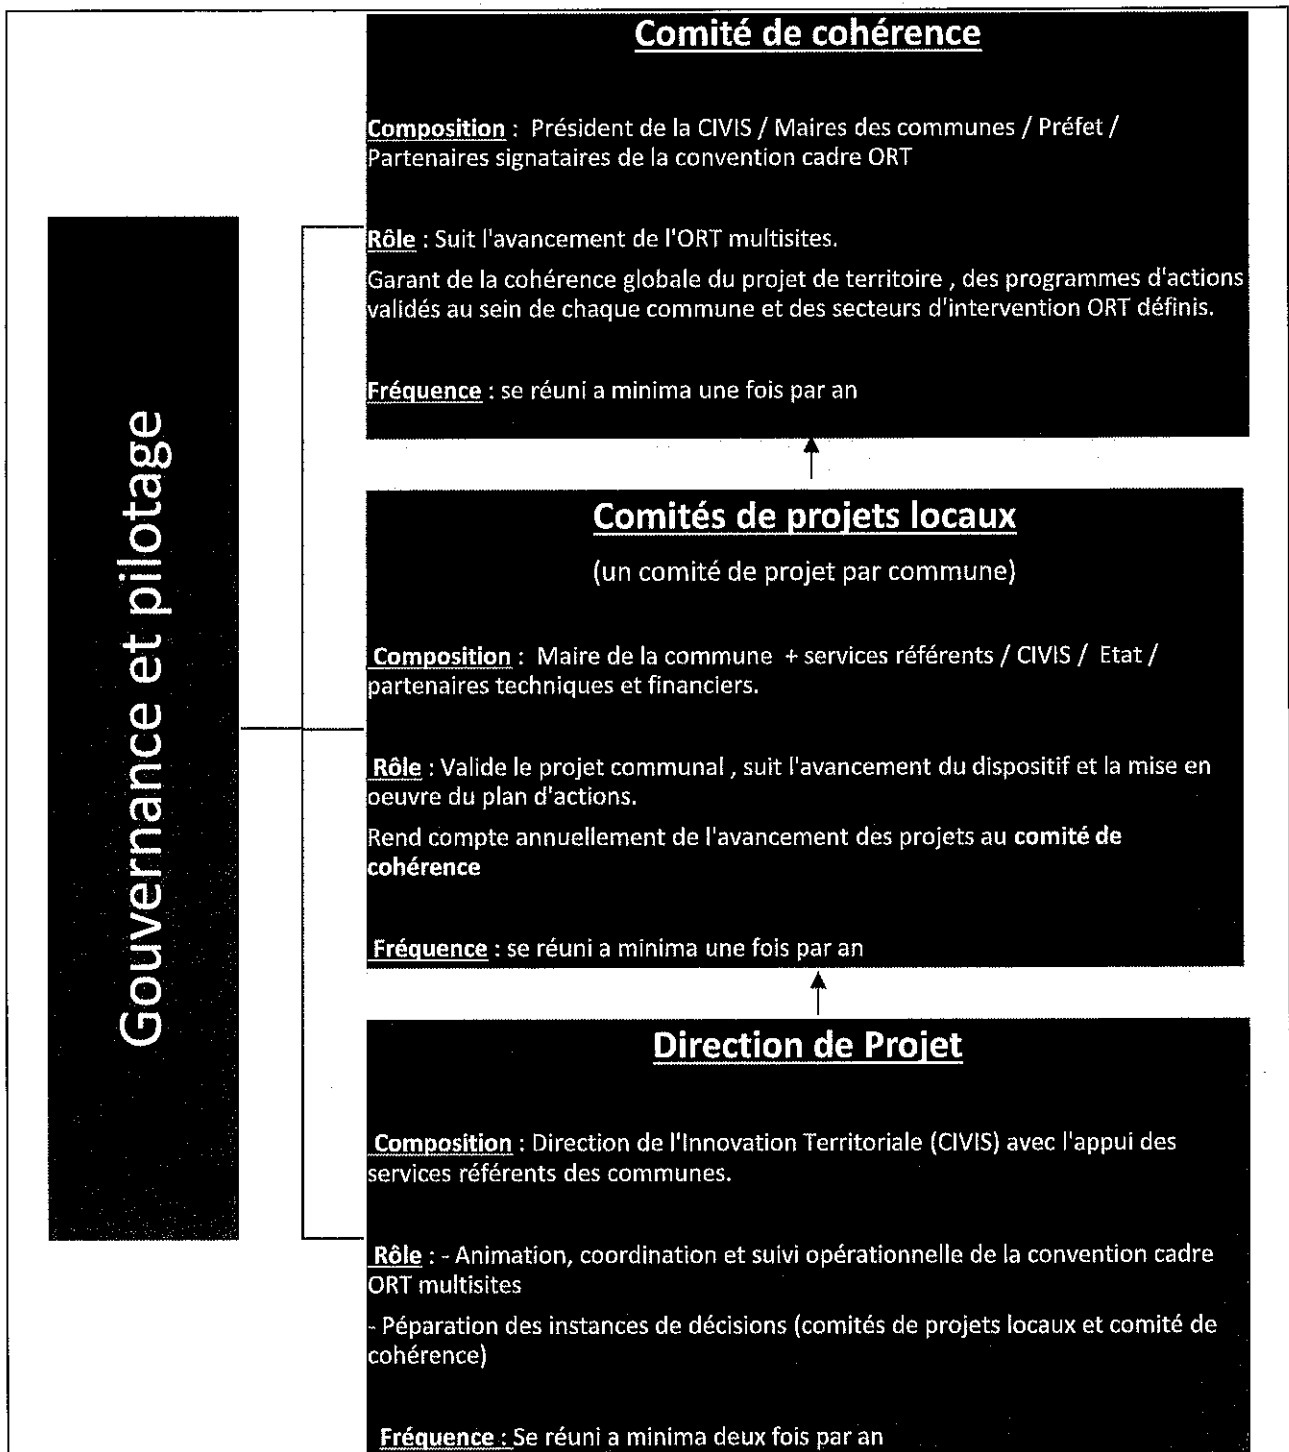 Gouvernance et pilotage
Comité de cohérence
Composition : Président de la CIVIS / Maires des communes / Préfet /
Partenaires signataires de la convention cadre ORT
Rôle : Suit l'avancement de l'ORT multisites.
Garant de la cohérence globale du projet de territoire , des programmes d'actions
validés au sein de chaque commune et des secteurs d'intervention ORT définis.
Fréquence : se réuni a minima une fois par an
Comités de projets locaux
(un comité de projet par commune)
Composition : Maire de la commune + services référents / CIVIS / Etat /
partenaires techniques et financiers.
Rôle : Valide le projet communal , suit l'avancement du dispositif et la mise en
oeuvre du plan d'actions.
Rend compte annuellement de l'avancement des projets au comité de
cohérence
Fréquence : se réuni a minima une fois par an
Direction de Projet
Composition : Direction de l'Innovation Territoriale (CIVIS) avec l'appui des
services référents des communes.
Rôle : - Animation, coordination et suivi opérationnelle de la convention cadre
ORT multisites
- Péparation des instances de décisions (comités de projets locaux et comité de
cohérence)
Fréquence : Se réuni a minima deux fois par an